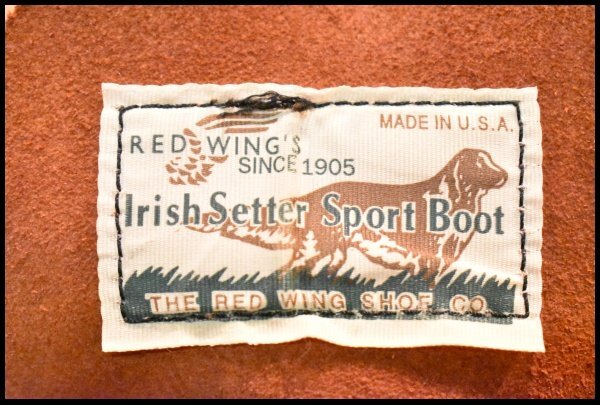 MADE IN U.S.A.
RED WING'S
SINCE 1905
Irish Setter Sport Boot
THE RED WING SHOE CO.